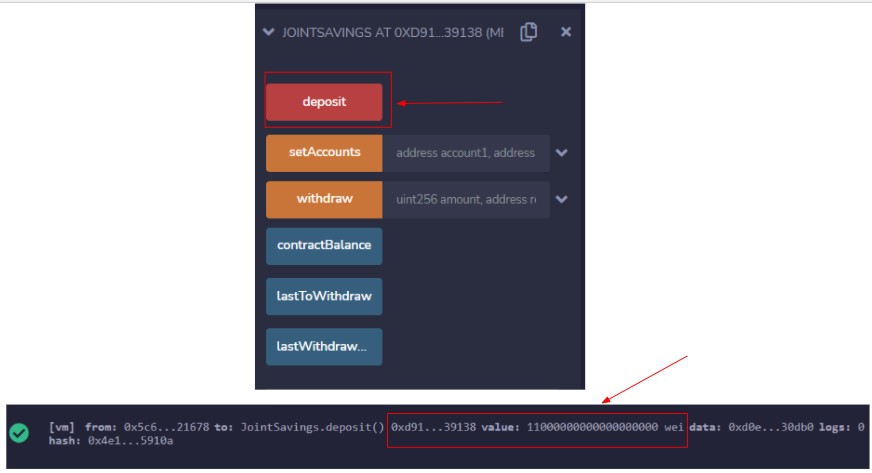 JOINTSAVINGS AT 0XD91...39138 (MI
deposit
setAccounts address account1, address
withdraw uint256 amount, address r
contractBalance
lastToWithdraw
lastWithdraw...
[vm] from: 0x5c6...21678 to: JointSavings.deposit() 0xd91...39138 value: 11000000000000000000 wei data: 0xd0e...30db0 logs: 0
hash: 0x4e1...5910a